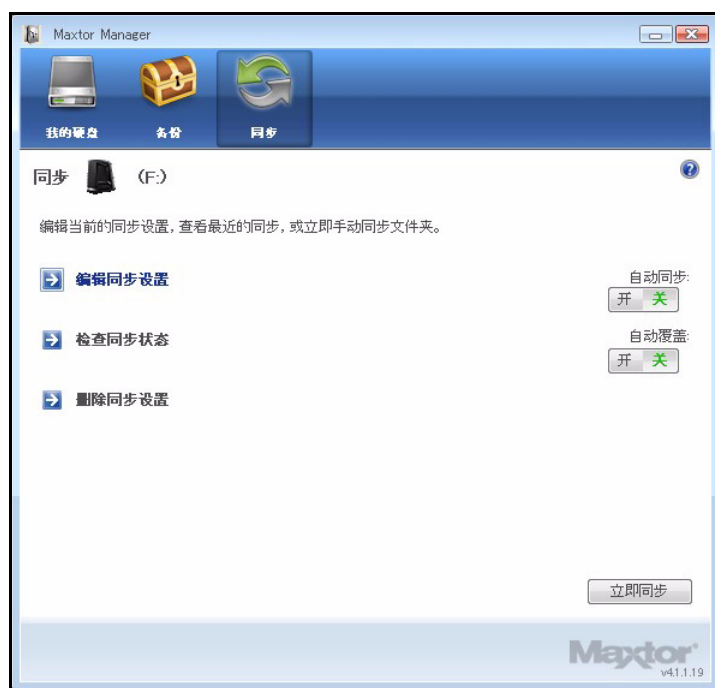 Maxtor Manager
我的硬盘 备份 同步
同步 (F:)
编辑当前的同步设置, 查看最近的同步, 或立即手动同步文件夹。
编辑同步设置
自动同步:
开 关
检查同步状态
自动覆盖:
开 关
删除同步设置
立即同步
Maxtor
v4.1.1.19